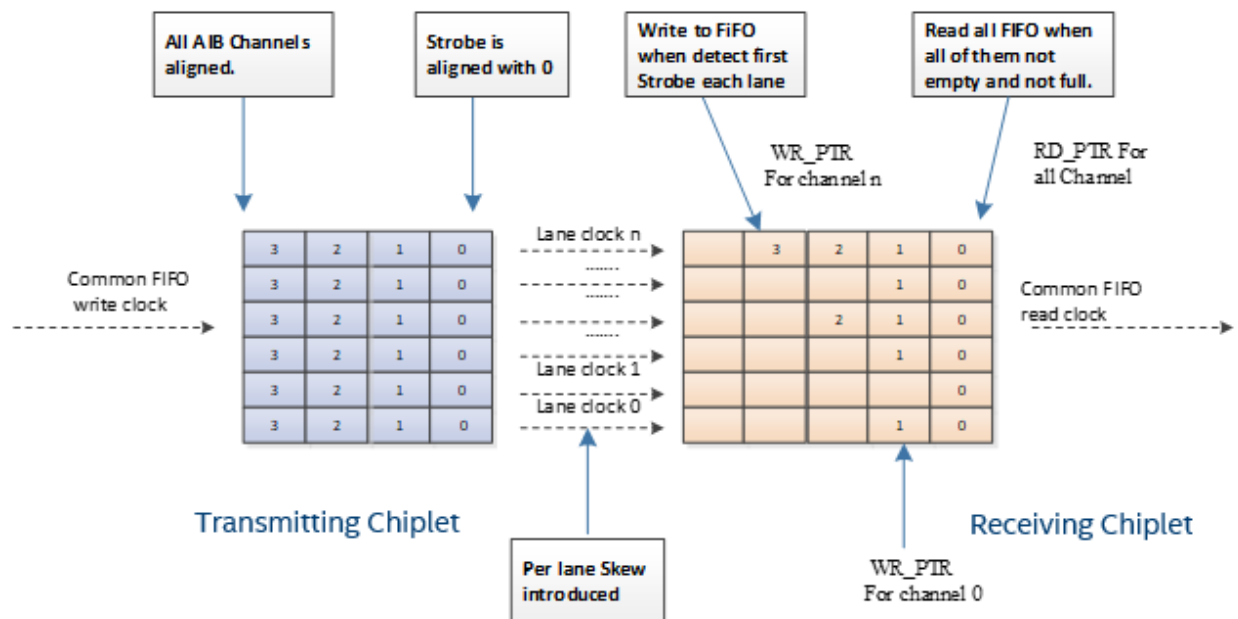 All AIB Channels
aligned.
Strobe is
aligned with 0
Write to FiFO
when detect first
Strobe each lane
Read all FIFO when
all of them not
empty and not full.
WR_PTR
For channel n
RD_PTR For
all Channel
Common FIFO
write clock
3 2 1 0
3 2 1 0
3 2 1 0
3 2 1 0
3 2 1 0
3 2 1 0
Lane clock n
.......
.......
.......
Lane clock 1
Lane clock 0
3 2 1 0
1 0
2 1 0
1 0
0
1 0
Common FIFO
read clock
Transmitting Chiplet
Receiving Chiplet
Per lane Skew
introduced
WR_PTR
For channel 0